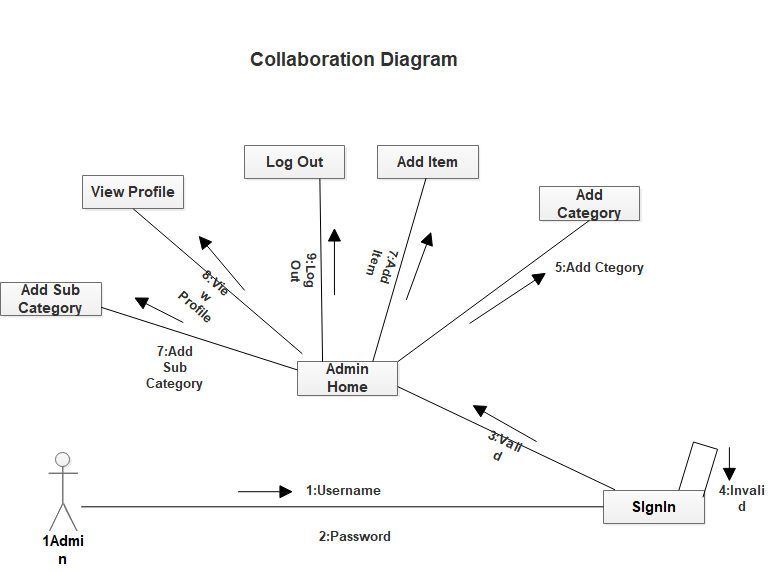 Collaboration Diagram
Log Out
Add Item
View Profile
Add
Category
9:Log
Out
7:Add
Item
5:Add Ctegory
8:Vie
w
Profile
Add Sub
Category
7:Add
Sub
Category
Admin
Home
3:Vali
d
1:Username
4:Invali
d
SIgnIn
2:Password
1Admi
n